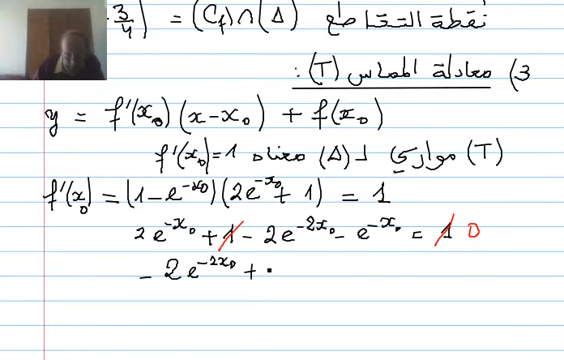 نقطة التقاطع (Cf)∩(Δ) = (3/4
3) معادلة المماس (T):
y = f'(x₀)(x-x₀) + f(x₀)
(T) موازي لـ (Δ) معناه f'(x₀)=1
f'(x₀) = (1-e^{-x₀})(2e^{-x₀}+1) = 1
2e^{-x₀} + 1 - 2e^{-2x₀} - e^{-x₀} = 1 0
- 2e^{-2x₀} + .